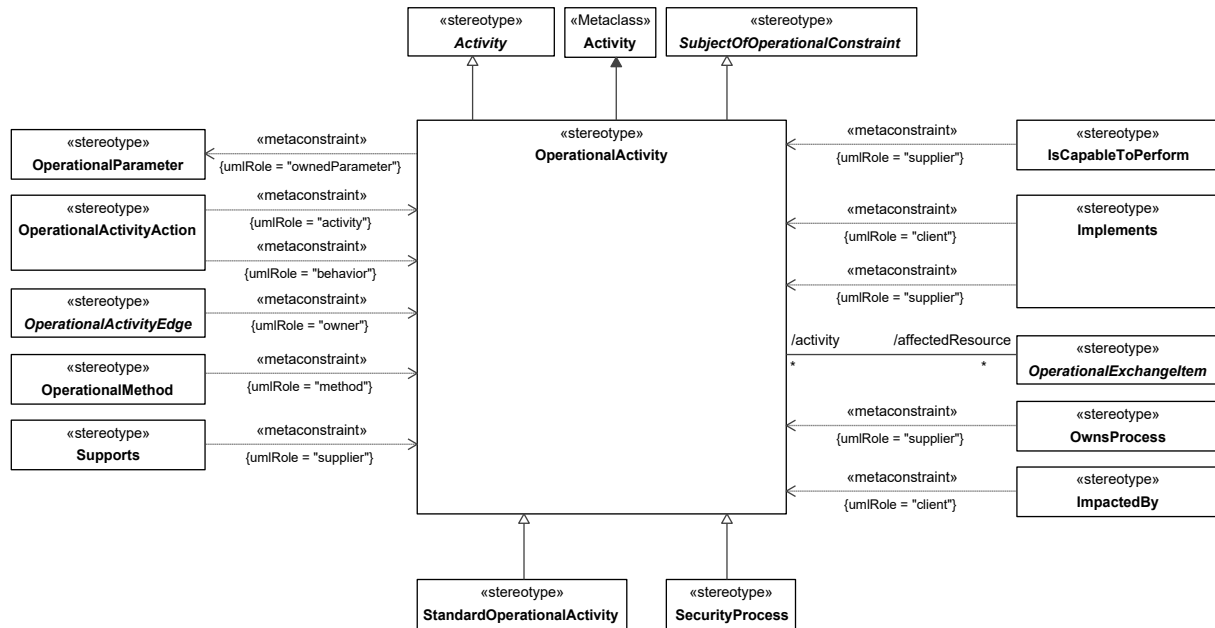 «stereotype»
Activity
«Metaclass»
Activity
«stereotype»
SubjectOfOperationalConstraint
«stereotype»
OperationalActivity
«stereotype»
OperationalParameter
«metaconstraint»
{umlRole = "ownedParameter"}
«stereotype»
OperationalActivityAction
«metaconstraint»
{umlRole = "activity"}
«metaconstraint»
{umlRole = "behavior"}
«stereotype»
OperationalActivityEdge
«metaconstraint»
{umlRole = "owner"}
«stereotype»
OperationalMethod
«metaconstraint»
{umlRole = "method"}
«stereotype»
Supports
«metaconstraint»
{umlRole = "supplier"}
«metaconstraint»
{umlRole = "supplier"}
«stereotype»
IsCapableToPerform
«metaconstraint»
{umlRole = "client"}
«stereotype»
Implements
«metaconstraint»
{umlRole = "supplier"}
/activity /affectedResource
* *
«stereotype»
OperationalExchangeItem
«metaconstraint»
{umlRole = "supplier"}
«stereotype»
OwnsProcess
«metaconstraint»
{umlRole = "client"}
«stereotype»
ImpactedBy
«stereotype»
StandardOperationalActivity
«stereotype»
SecurityProcess